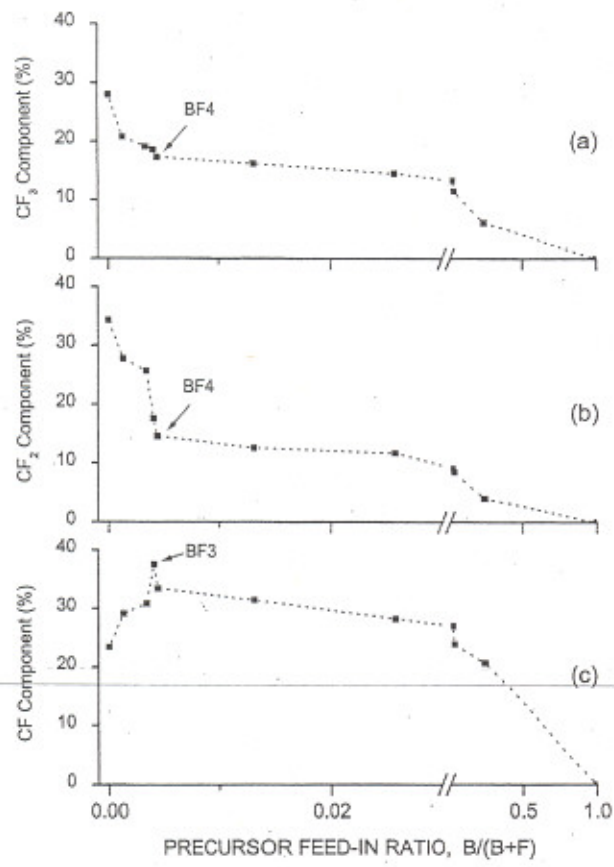 40
30
20
10
0
CF3 Component (%)
BF4
(a)
40
30
20
10
0
CF2 Component (%)
BF4
(b)
40
30
20
10
0
CF Component (%)
BF3
(c)
0.00 0.02 0.5 1.0
PRECURSOR FEED-IN RATIO, B/(B+F)